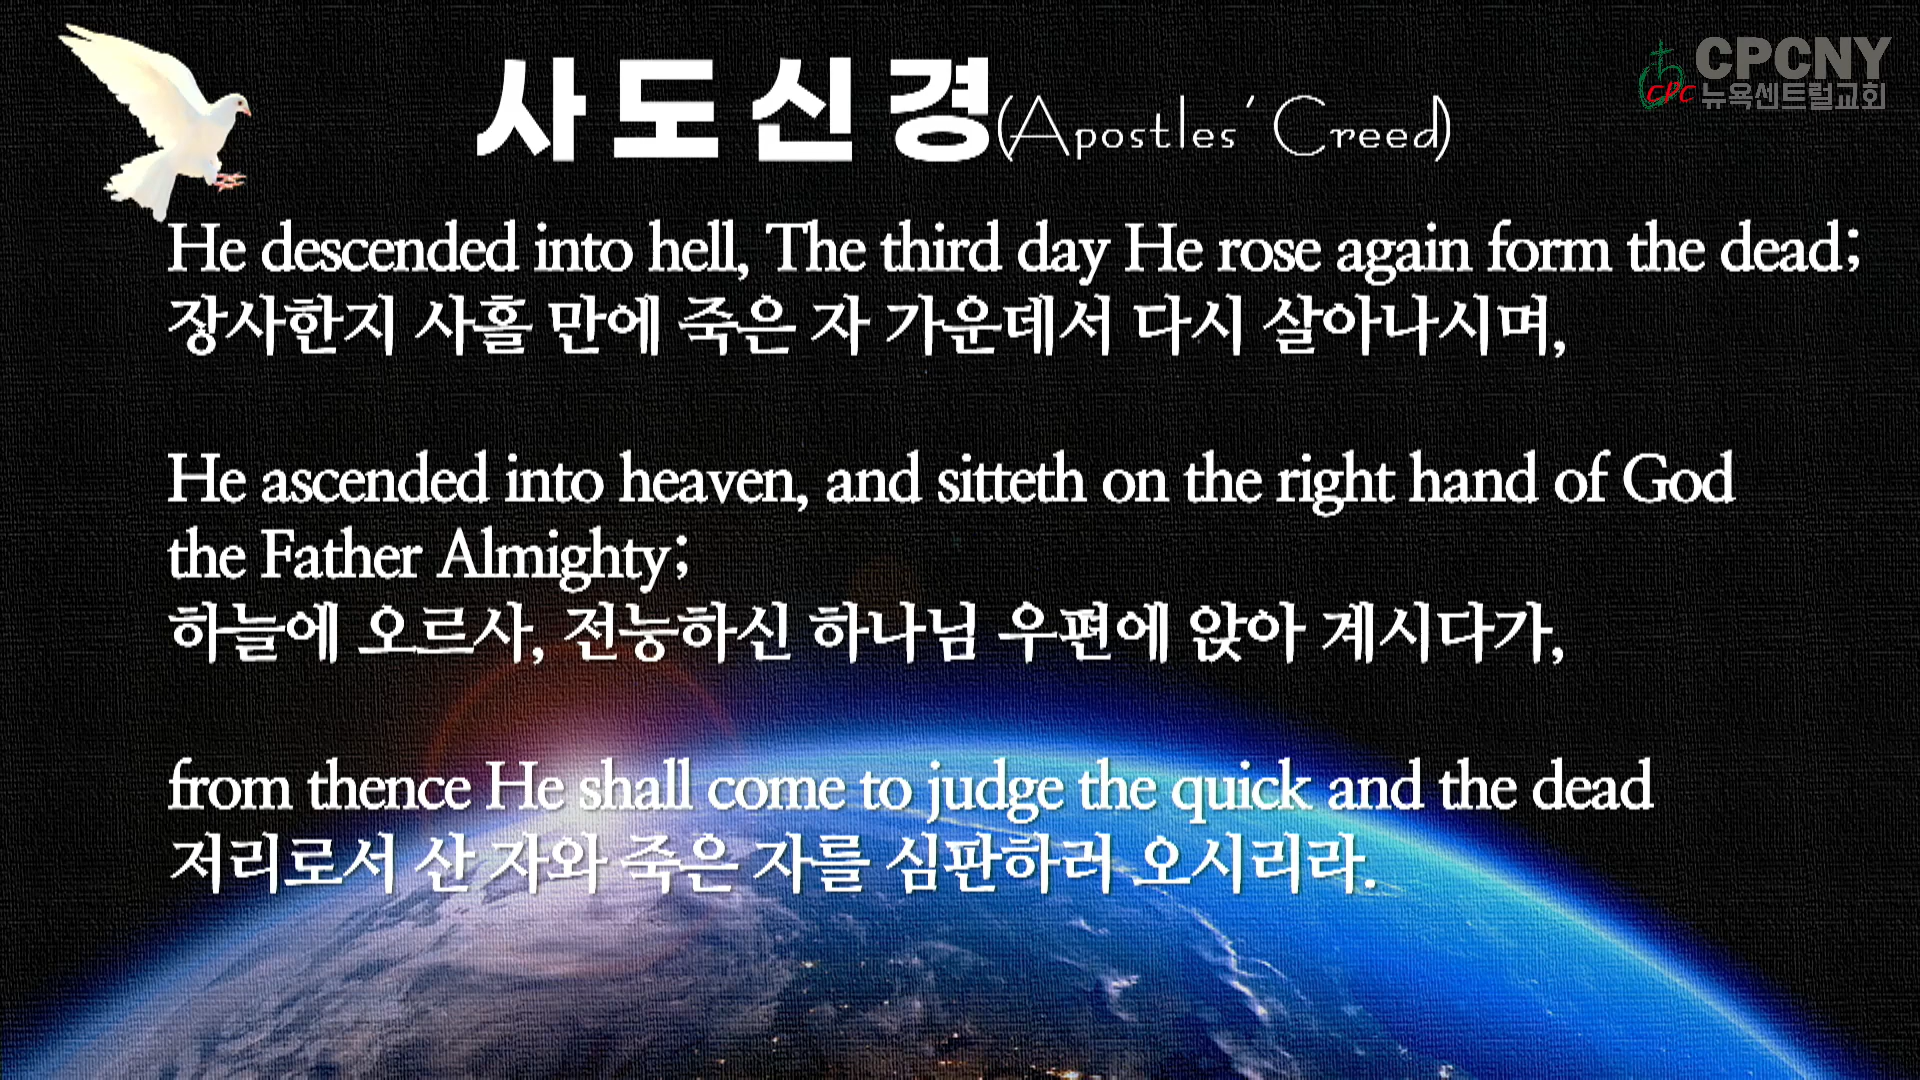 사도신경(Apostles' Creed)
CPCNY
CPC 뉴욕센트럴교회
He descended into hell, The third day He rose again form the dead;
장사한지 사흘 만에 죽은 자 가운데서 다시 살아나시며,
He ascended into heaven, and sitteth on the right hand of God
the Father Almighty;
하늘에 오르사, 전능하신 하나님 우편에 앉아 계시다가,
from thence He shall come to judge the quick and the dead
저리로서 산 자와 죽은 자를 심판하러 오시리라.